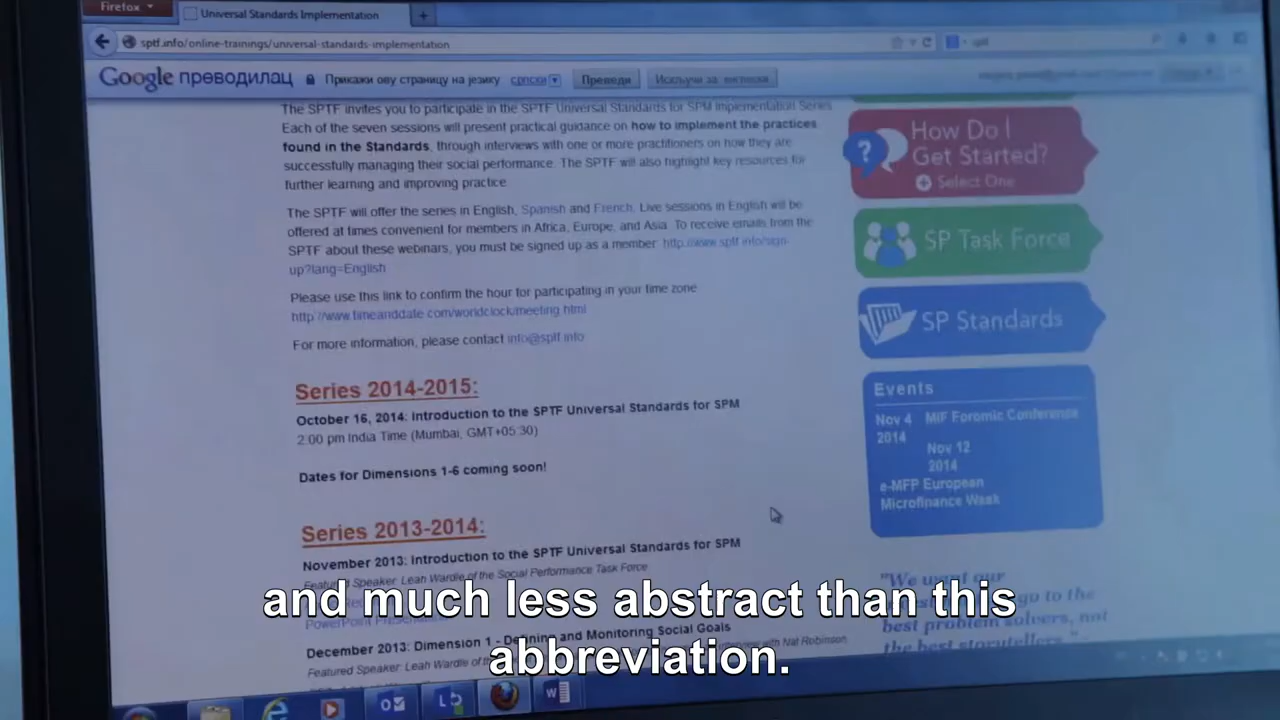 Firefox
Universal Standards Implementation
sptf.info/online-trainings/universal-standards-implementation
Google преводилац Прикажи ову страницу на језику српски Преведи Искључи за: енглески
The SPTF invites you to participate in the SPTF Universal Standards for SPM Implementation Series
Each of the seven sessions will present practical guidance on how to implement the practices
found in the Standards, through interviews with one or more practitioners on how they are
successfully managing their social performance. The SPTF will also highlight key resources for
further learning and improving practice
The SPTF will offer the series in English, Spanish and French. Live sessions in English will be
offered at times convenient for members in Africa, Europe, and Asia. To receive emails from the
SPTF about these webinars, you must be signed up as a member: http://www.sptf.info/sign-
up?lang=English
Please use this link to confirm the hour for participating in your time zone
http://www.timeanddate.com/worldclock/meeting.html
For more information, please contact info@sptf.info
Series 2014-2015:
October 16, 2014: Introduction to the SPTF Universal Standards for SPM
2:00 pm India Time (Mumbai, GMT+05:30)
Dates for Dimensions 1-6 coming soon!
Series 2013-2014:
November 2013: Introduction to the SPTF Universal Standards for SPM
Featured Speaker: Leah Wardle of the Social Performance Task Force
PowerPoint
December 2013: Dimension 1 - Defining and Monitoring Social Goals
Featured Speaker: Leah Wardle of the with Nat Robinson
How Do I
Get Started?
Select One
SP Task Force
SP Standards
Events
Nov 4 MIF Foromic Conference
2014
Nov 12
2014
e-MFP European
Microfinance Week
"We want our
go to the
best problem solvers, not
the best storytellers."
and much less abstract than this
abbreviation.